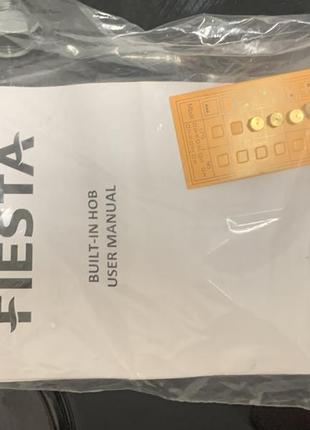 FIESTA
BUILT-IN HOB
USER MANUAL